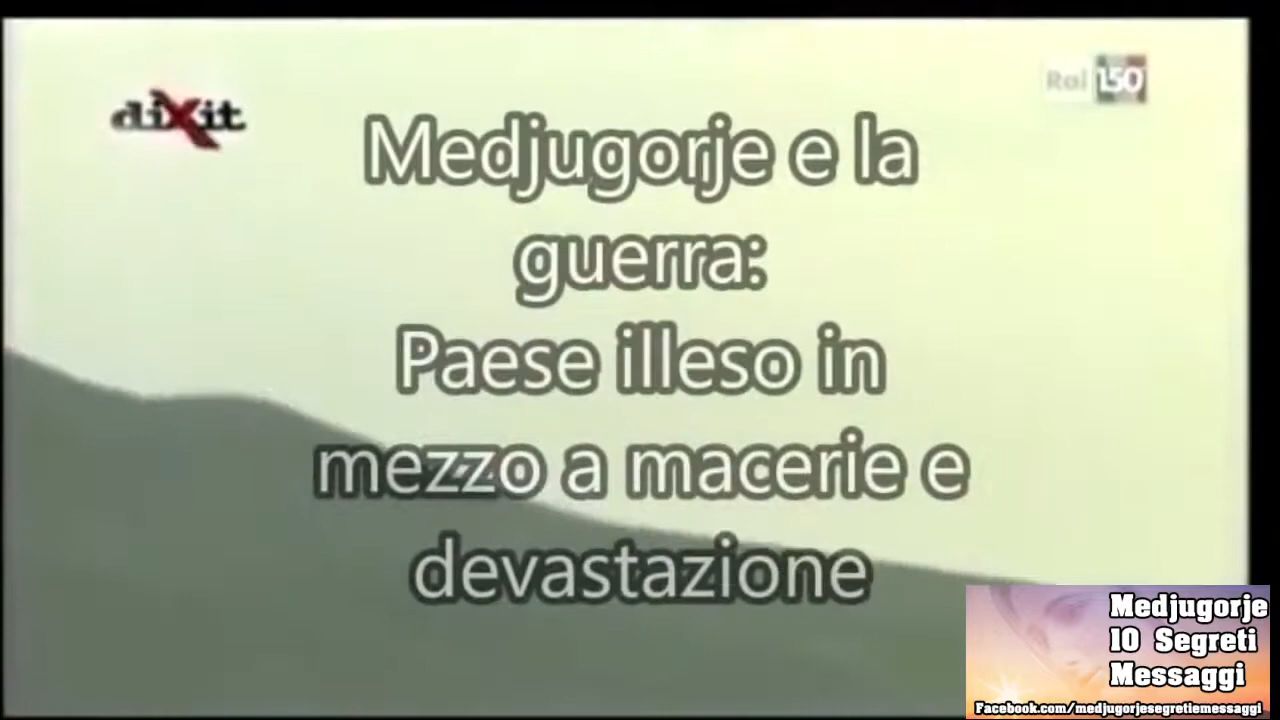 diXit
Rai 150
Medjugorje e la
guerra:
Paese illeso in
mezzo a macerie e
devastazione
Medjugorje
10 Segreti
Messaggi
Facebook.com/medjugorjesegretiemessaggi